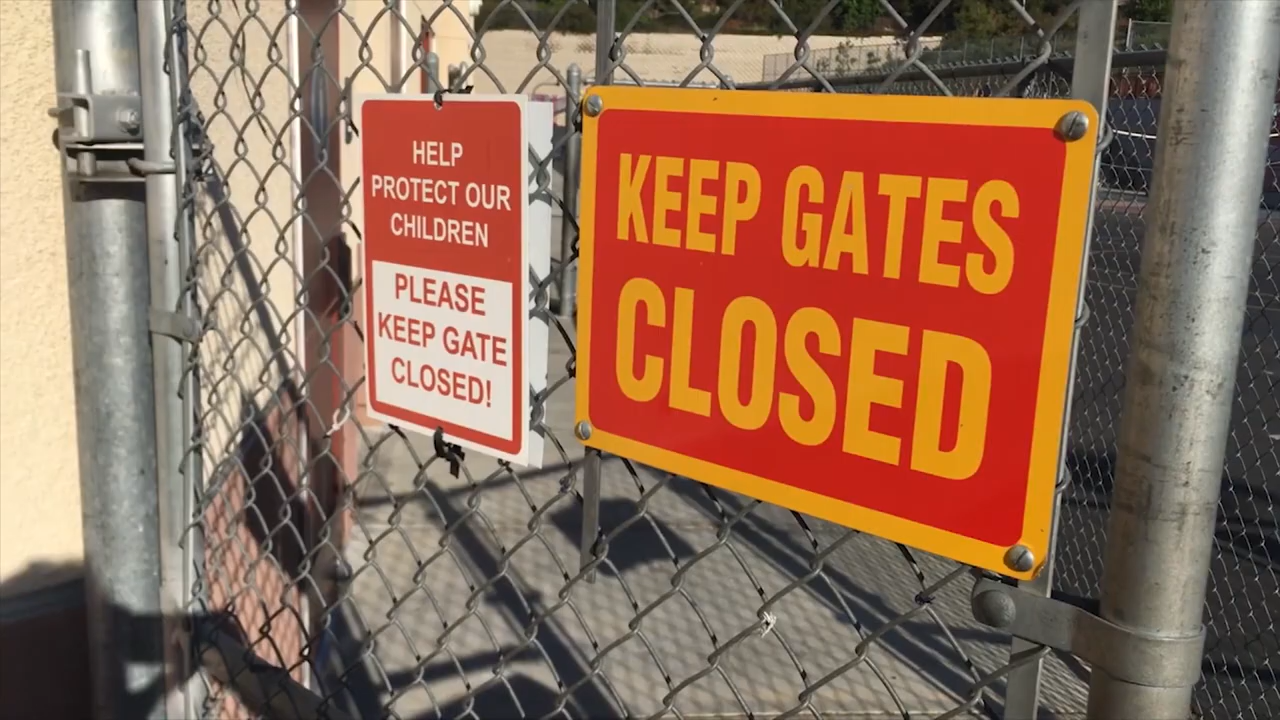 HELP
PROTECT OUR
CHILDREN
PLEASE
KEEP GATE
CLOSED!
KEEP GATES
CLOSED